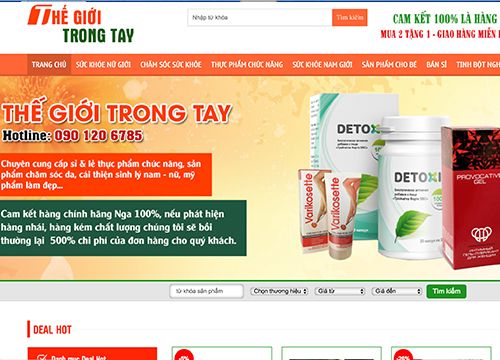 THẾ GIỚI
TRONG TAY
Nhập từ khóa
Tìm kiếm
CAM KẾT 100% LÀ HÀNG
MUA 2 TẶNG 1 - GIAO HÀNG MIỄN
TRANG CHỦ SỨC KHỎE NỮ GIỚI CHĂM SÓC SỨC KHỎE THỰC PHẨM CHỨC NĂNG SỨC KHỎE NAM GIỚI SẢN PHẨM CHO BÉ BÁN SỈ TINH BỘT NGH
THẾ GIỚI TRONG TAY
Hotline: 090 120 6785
Chuyên cung cấp sỉ & lẻ thực phẩm chức năng, sản
phẩm chăm sóc da, cải thiện sinh lý nam - nữ, mỹ
phẩm làm đẹp...
Cam kết hàng chính hãng Nga 100%, nếu phát hiện
hàng nhái, hàng kém chất lượng chúng tôi sẽ bồi
thường lại 500% chi phí của đơn hàng cho quý khách.
DETOXI
DETOXI
Varikosette
Varikosette
PROVOCATIVE
GEL
từ khóa sản phẩm
Chọn thương hiệu
Giá từ
Giá đến
Tìm kiếm
DEAL HOT
Danh mục Deal Hot